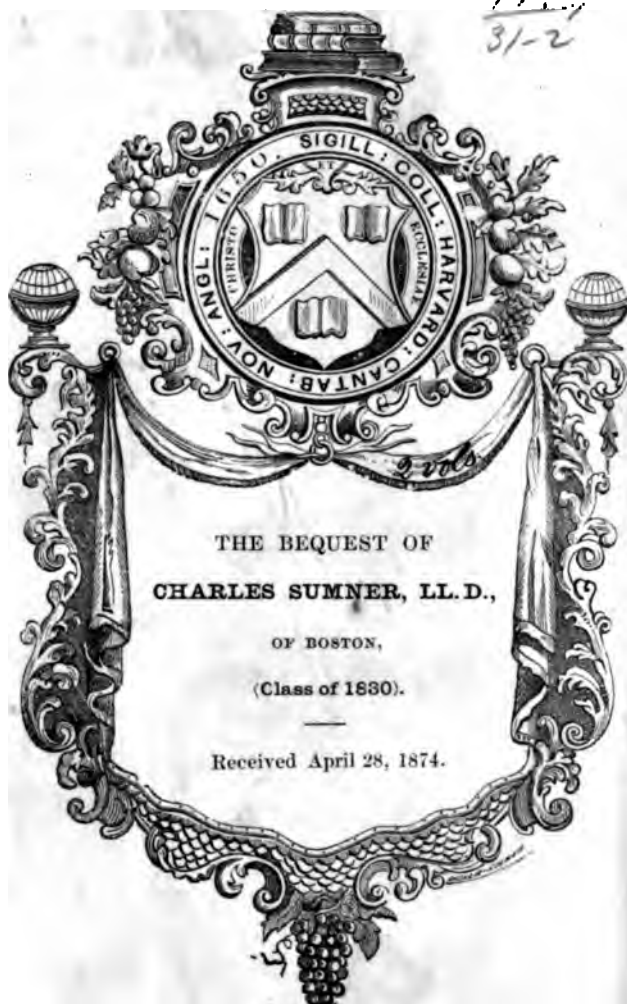 31-2
SIGILL: COLL: HARVARD: CANTAB: NOV: ANGL: 1650.
ET
CHRISTO
ECCLESIAE
2 vols
THE BEQUEST OF
CHARLES SUMNER, LL.D.,
OF BOSTON,
(Class of 1830).
Received April 28, 1874.